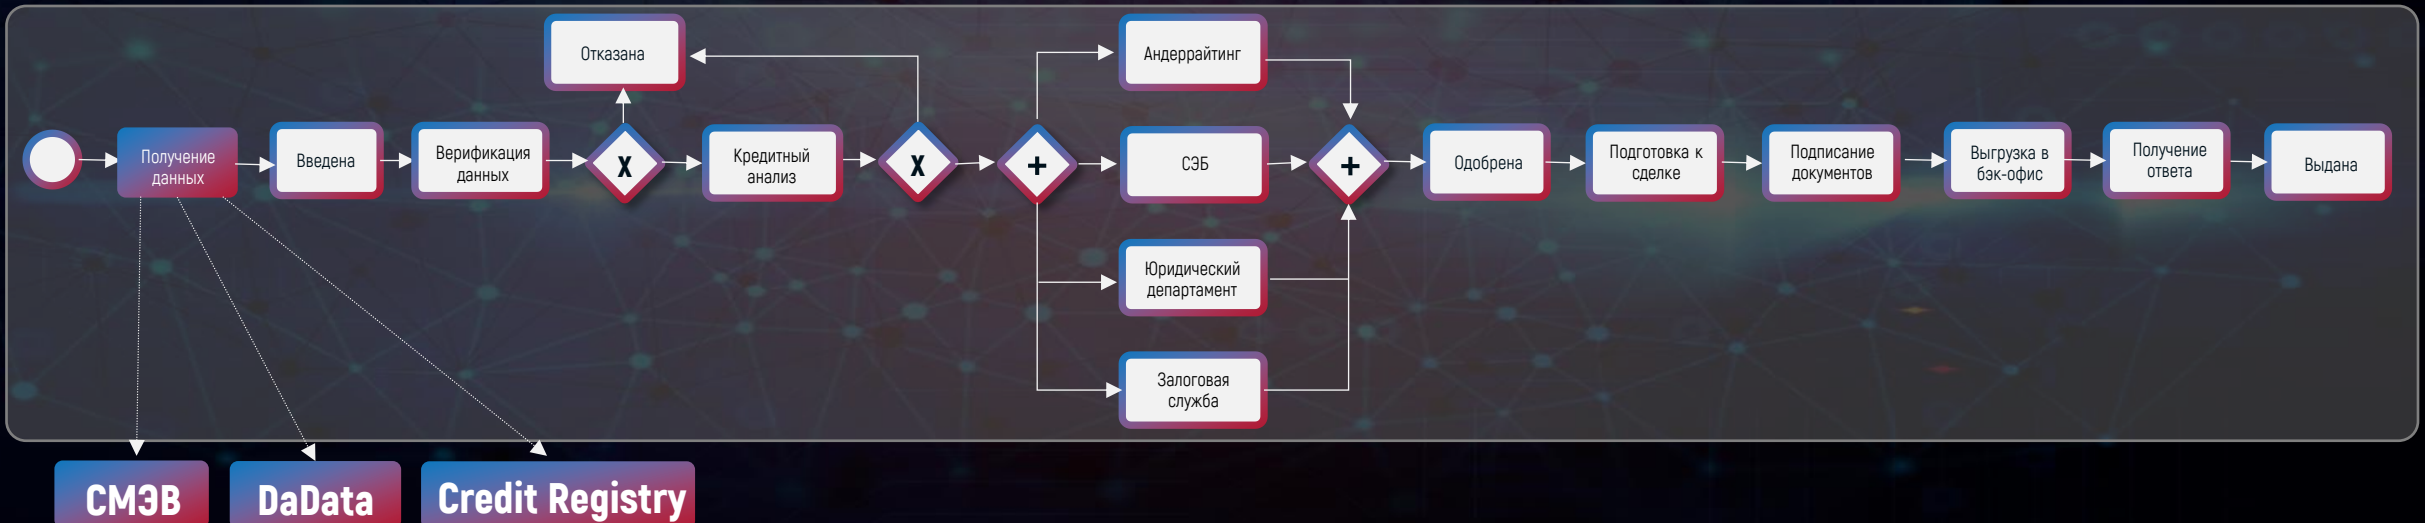 Отказана
Андеррайтинг
Получение
данных
Введена
Верификация
данных
X
Кредитный
анализ
X
+
СЭБ
+
Одобрена
Подготовка к
сделке
Подписание
документов
Выгрузка в
бэк-офис
Получение
ответа
Выдана
Юридический
департамент
Залоговая
служба
СМЭВ
DaData
Credit Registry